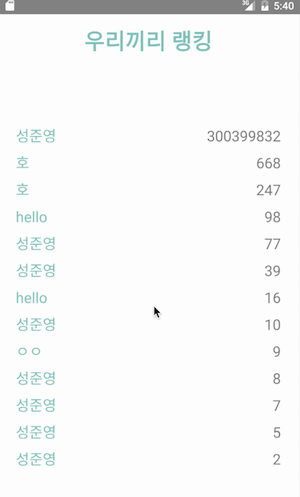 3G 5:40
우리끼리 랭킹
성준영 300399832
호 668
호 247
hello 98
성준영 77
성준영 39
hello 16
성준영 10
ㅇㅇ 9
성준영 8
성준영 7
성준영 5
성준영 2